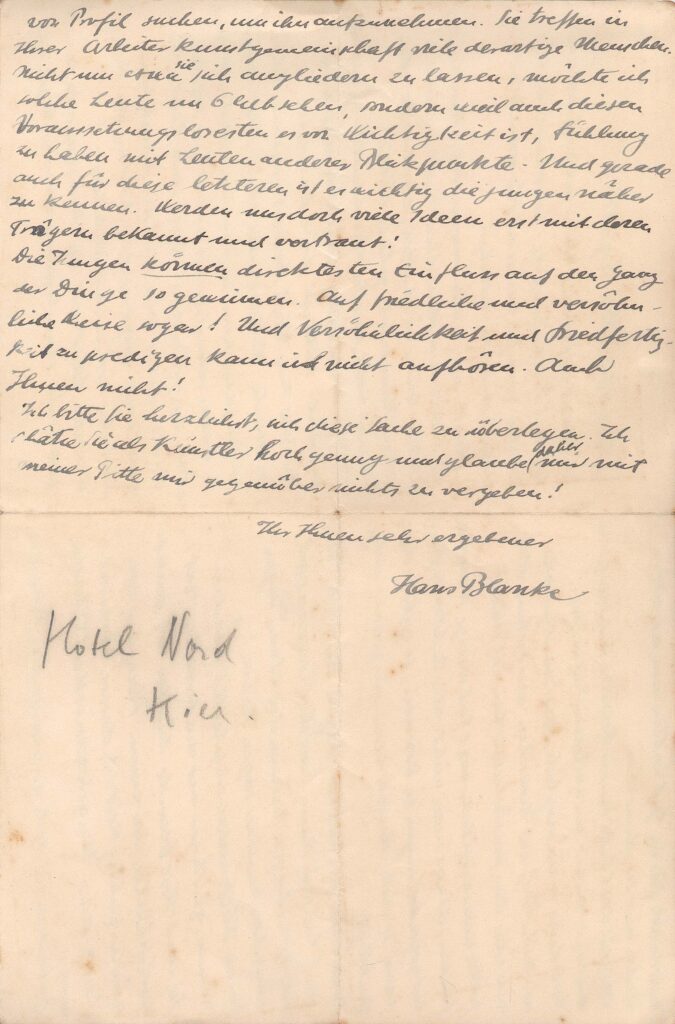 von Profil suchen, um ihn anzunehmen. Sie treffen in
Ihrer Arbeiter Kunstgemeinschaft viele derartige Menschen.
Nicht um etwa sie sich angliedern zu lassen, möchte ich
solche Leute um 6 Uhr sehen, sondern weil auch diesen
Voraussetzungslosesten es von Wichtigkeit ist, Fühlung
zu haben mit Leuten anderer Blickpunkte. Und gerade
auch für diese letzteren ist es wichtig die jungen näher
zu kennen. Werden uns doch viele Ideen erst mit deren
Trägern bekannt und vertraut!
Die Jungen können direktesten Einfluss auf den Gang
der Dinge so gewinnen. Auf friedliche und versöhn-
liche Weise sogar! Und Versöhnlichkeit und Friedfertig-
keit zu predigen kann ich nicht aufhören. Auch
Ihnen nicht!
Ich bitte Sie herzlichst, sich diese Sache zu überlegen. Ich
schätze Sie als Künstler hoch genug und glaube daher mir mit
meiner Bitte mir gegenüber nichts zu vergeben!
Ihr Ihnen sehr ergebener
Hans Blanke
Hotel Nord